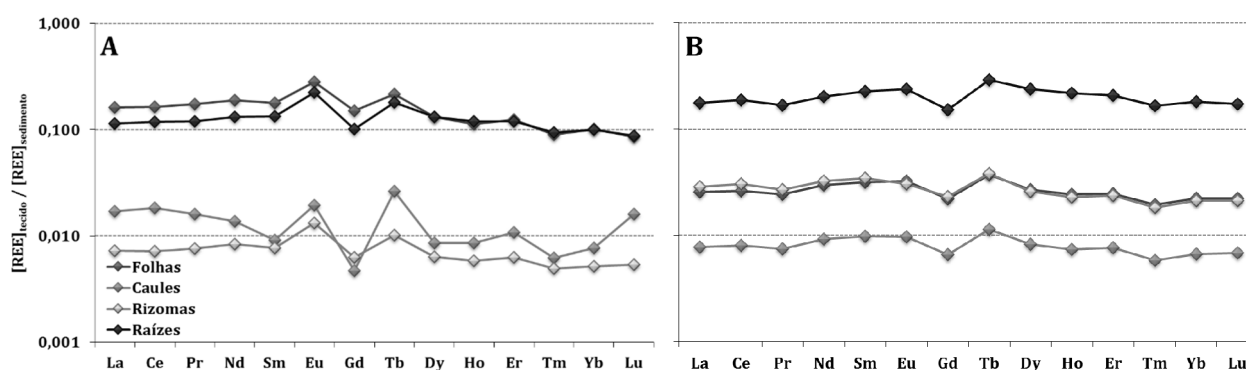 [REE]tecido / [REE]sedimento
1,000
0,100
0,010
0,001
A
Folhas
Caules
Rizomas
Raízes
La Ce Pr Nd Sm Eu Gd Tb Dy Ho Er Tm Yb Lu
B
La Ce Pr Nd Sm Eu Gd Tb Dy Ho Er Tm Yb Lu